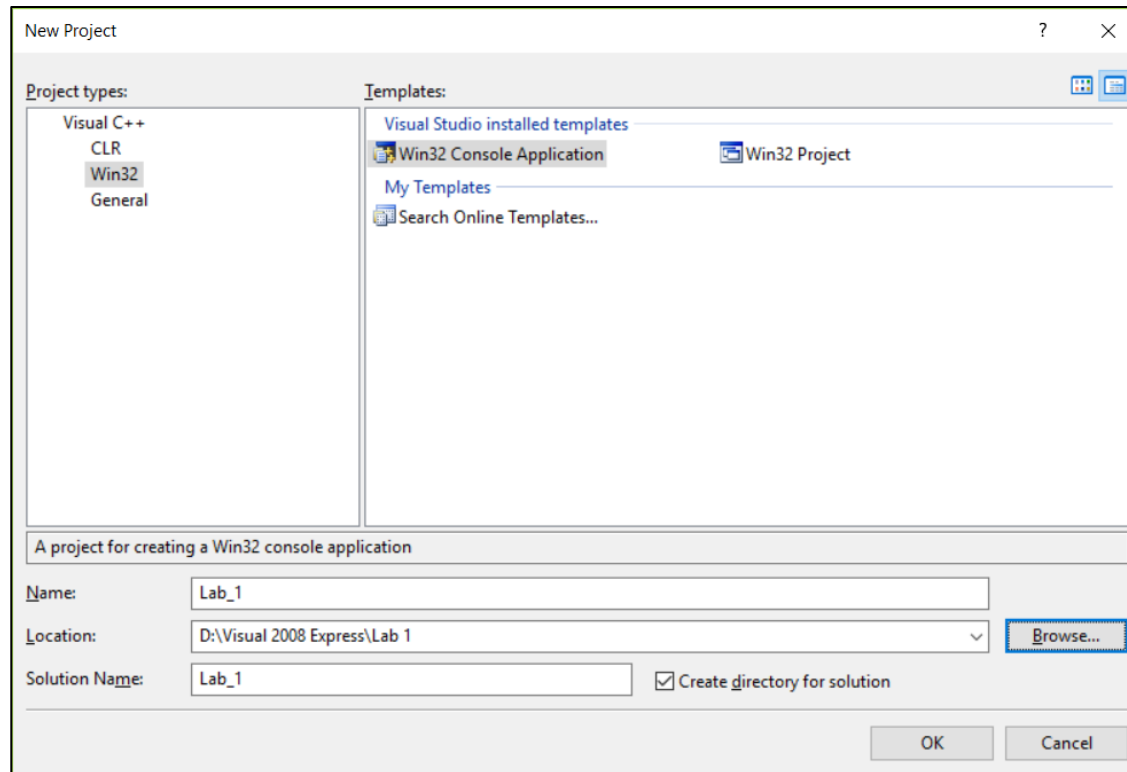 New Project
?
Project types:
Templates:
Visual C++
CLR
Win32
General
Visual Studio installed templates
Win32 Console Application
Win32 Project
My Templates
Search Online Templates...
A project for creating a Win32 console application
Name:
Lab_1
Location:
D:\Visual 2008 Express\Lab 1
Browse...
Solution Name:
Lab_1
Create directory for solution
OK
Cancel